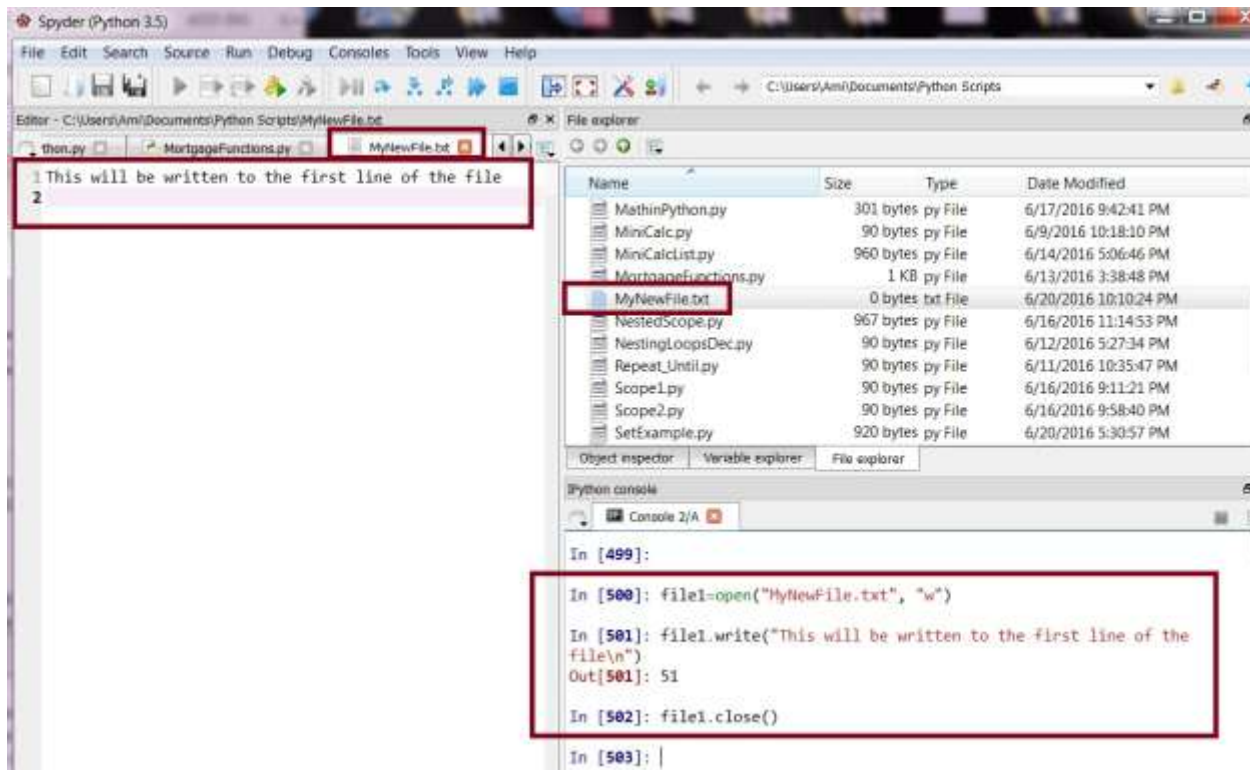 Spyder (Python 3.5)
File Edit Search Source Run Debug Consoles Tools View Help
C:\Users\Ami\Documents\Python Scripts
Editor - C:\Users\Ami\Documents\Python Scripts\MyNewFile.txt
thon.py MortgageFunctions.py MyNewFile.txt
1 This will be written to the first line of the file
2
File explorer
Name Size Type Date Modified
MathinPython.py 301 bytes py File 6/17/2016 9:42:41 PM
MiniCalc.py 90 bytes py File 6/9/2016 10:18:10 PM
MiniCalcList.py 960 bytes py File 6/14/2016 5:06:46 PM
MortgageFunctions.py 1 KB py File 6/13/2016 3:38:48 PM
MyNewFile.txt 0 bytes txt File 6/20/2016 10:10:24 PM
NestedScope.py 967 bytes py File 6/16/2016 11:14:53 PM
NestingLoopsDec.py 90 bytes py File 6/12/2016 5:27:34 PM
Repeat_Until.py 90 bytes py File 6/11/2016 10:35:47 PM
Scope1.py 90 bytes py File 6/16/2016 9:11:21 PM
Scope2.py 90 bytes py File 6/16/2016 9:58:40 PM
SetExample.py 920 bytes py File 6/20/2016 5:30:57 PM
Object inspector Variable explorer File explorer
IPython console
Console 2/A
In [499]:
In [500]: file1=open("MyNewFile.txt", "w")
In [501]: file1.write("This will be written to the first line of the
file\n")
Out[501]: 51
In [502]: file1.close()
In [503]: